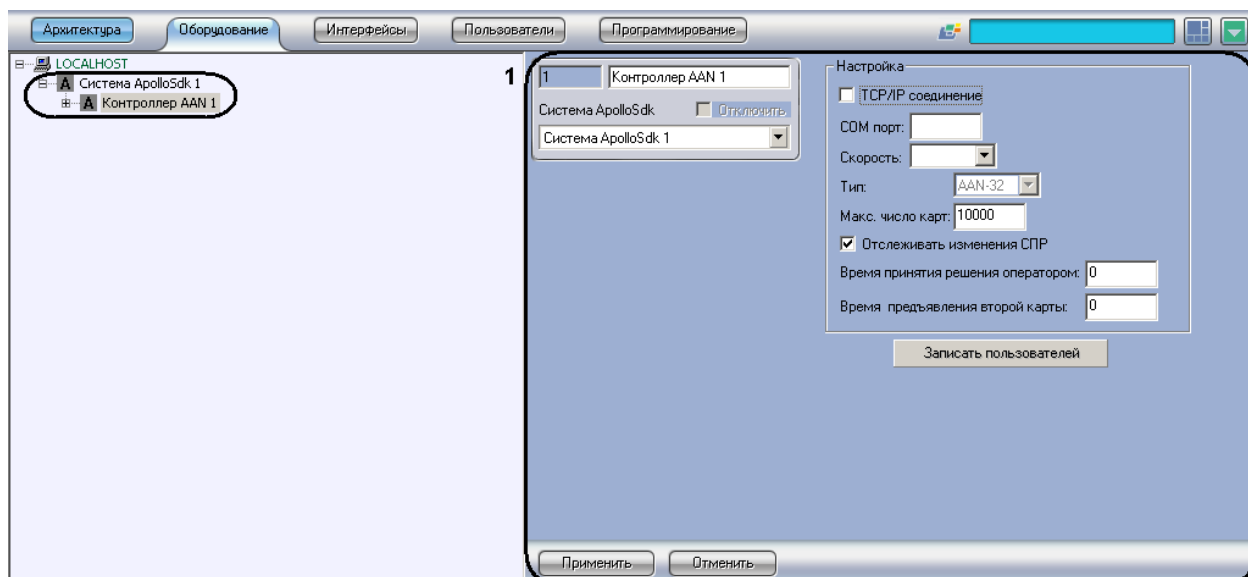 Архитектура Оборудование Интерфейсы Пользователи Программирование
LOCALHOST
Система ApolloSdk 1
Контроллер AAN 1
1
1 Контроллер AAN 1
Система ApolloSdk Отключить
Система ApolloSdk 1
Настройка
TCP/IP соединение
COM порт:
Скорость:
Тип: AAN-32
Макс. число карт: 10000
Отслеживать изменения СПР
Время принятия решения оператором: 0
Время предъявления второй карты: 0
Записать пользователей
Применить Отменить